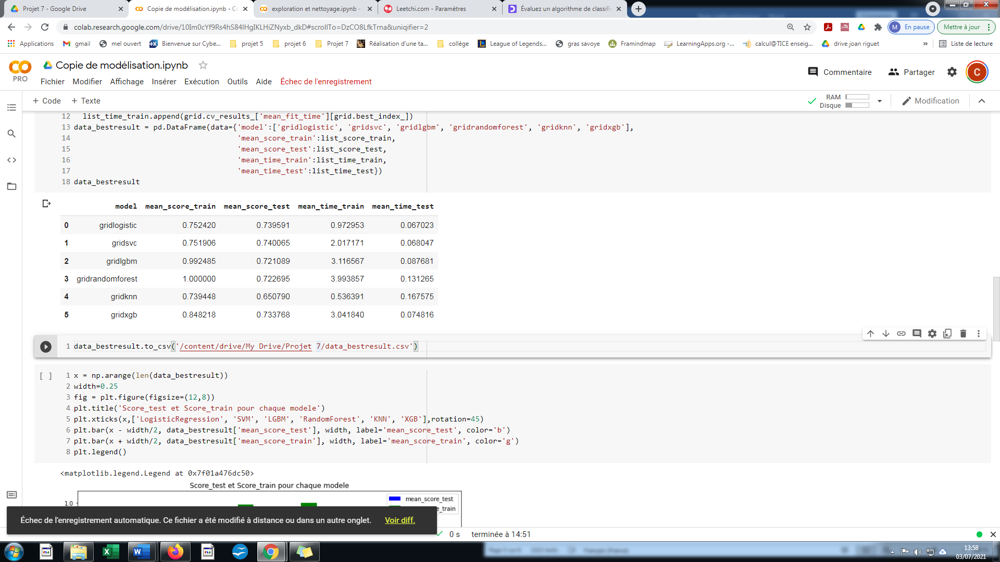 Projet 7 - Google Drive
Copie de modélisation.ipynb - Co
exploration et nettoyage.ipynb -
Leetchi.com - Paramètres
Évaluez un algorithme de classific
colab.research.google.com/drive/10Im0cYf9Rs4hS84lHgIKLHiZNyxb_dkD#scrollTo=DzCO8LfkTrna&uniqifier=2
M En pause
Mettre à jour
Applications
gmail
mel ouvert
Bienvenue sur Cybe...
projet 5
projet 6
Projet 7
Réalisation d'une ta...
collège
League of Legends...
gras savoye
Framindmap
LearningApps.org -...
calcul@TICE enseig...
drive joan riguet
»
Liste de lecture
PRO
Copie de modélisation.ipynb
Fichier Modifier Affichage Insérer Exécution Outils Aide Échec de l'enregistrement
Commentaire
Partager
C
+ Code + Texte
RAM
Disque
Modification
12 list_time_train.append(grid.cv_results_['mean_fit_time'][grid.best_index_])
13 data_bestresult = pd.DataFrame(data={'model':['gridlogistic', 'gridsvc', 'gridlgbm', 'gridrandomforest', 'gridknn', 'gridxgb'],
14 'mean_score_train':list_score_train,
15 'mean_score_test':list_score_test,
16 'mean_time_train':list_time_train,
17 'mean_time_test':list_time_test})
18 data_bestresult
model mean_score_train mean_score_test mean_time_train mean_time_test
0 gridlogistic 0.752420 0.739591 0.972953 0.067023
1 gridsvc 0.751906 0.740065 2.017171 0.068047
2 gridlgbm 0.992485 0.721089 3.116567 0.087681
3 gridrandomforest 1.000000 0.722695 3.993857 0.131265
4 gridknn 0.739448 0.650790 0.536391 0.167575
5 gridxgb 0.848218 0.733768 3.041840 0.074816
1 data_bestresult.to_csv('/content/drive/My Drive/Projet 7/data_bestresult.csv')
[ ]
1 x = np.arange(len(data_bestresult))
2 width=0.25
3 fig = plt.figure(figsize=(12,8))
4 plt.title('Score_test et Score_train pour chaque modele')
5 plt.xticks(x,['LogisticRegression', 'SVM', 'LGBM', 'RandomForest', 'KNN', 'XGB'],rotation=45)
6 plt.bar(x - width/2, data_bestresult['mean_score_test'], width, label='mean_score_test', color='b')
7 plt.bar(x + width/2, data_bestresult['mean_score_train'], width, label='mean_score_train', color='g')
8 plt.legend()
<matplotlib.legend.Legend at 0x7f01a476dc50>
Score_test et Score_train pour chaque modele
1.0
mean_score_test
e_train
Échec de l'enregistrement automatique. Ce fichier a été modifié à distance ou dans un autre onglet. Voir diff.
0 s terminée à 14:51
13:58
03/07/2021